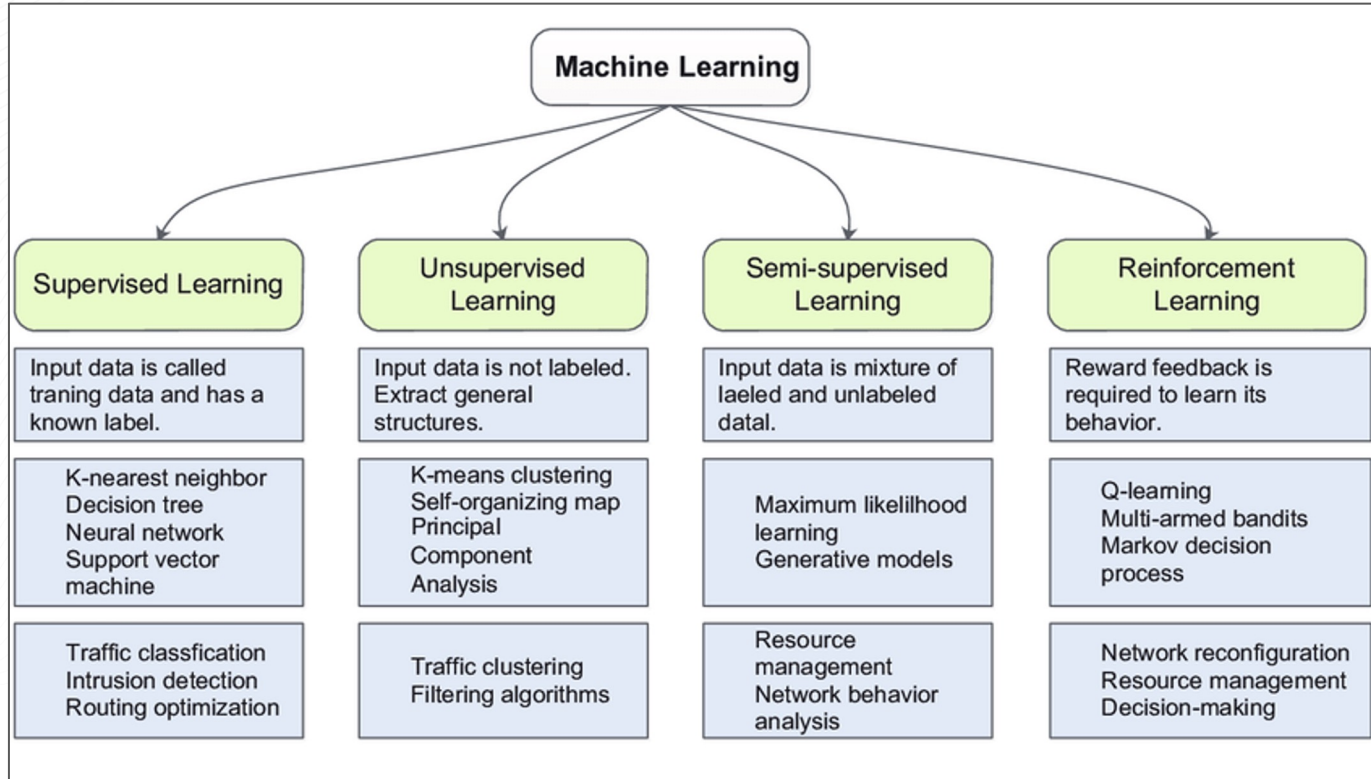 Machine Learning
Supervised Learning
Unsupervised
Learning
Semi-supervised
Learning
Reinforcement
Learning
Input data is called
traning data and has a
known label.
Input data is not labeled.
Extract general
structures.
Input data is mixture of
laeled and unlabeled
datal.
Reward feedback is
required to learn its
behavior.
K-nearest neighbor
Decision tree
Neural network
Support vector
machine
K-means clustering
Self-organizing map
Principal
Component
Analysis
Maximum likelilhood
learning
Generative models
Q-learning
Multi-armed bandits
Markov decision
process
Traffic classfication
Intrusion detection
Routing optimization
Traffic clustering
Filtering algorithms
Resource
management
Network behavior
analysis
Network reconfiguration
Resource management
Decision-making